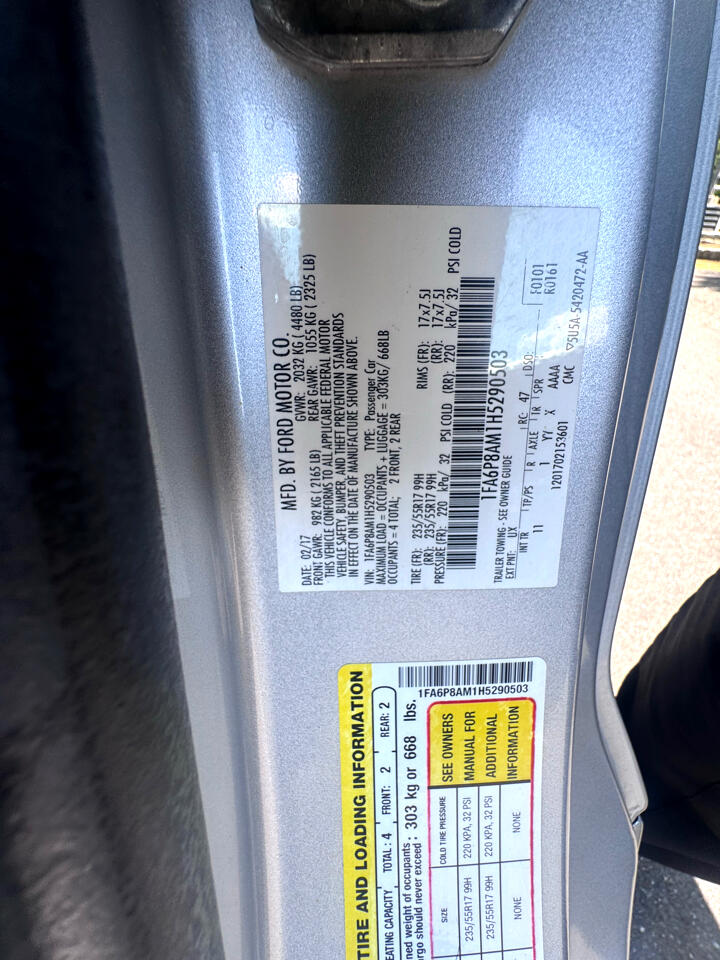 MFD. BY FORD MOTOR CO.
DATE: 02/17 GVWR: 2032 KG ( 4480 LB)
FRONT GAWR: 982 KG ( 2165 LB) REAR GAWR: 1055 KG ( 2325 LB)
THIS VEHICLE CONFORMS TO ALL APPLICABLE FEDERAL MOTOR
VEHICLE SAFETY, BUMPER, AND THEFT PREVENTION STANDARDS
IN EFFECT ON THE DATE OF MANUFACTURE SHOWN ABOVE.
VIN: 1FA6P8AM1H5290503 TYPE: Passenger Car
MAXIMUM LOAD = OCCUPANTS + LUGGAGE = 303KG/ 668LB
OCCUPANTS = 4 TOTAL; 2 FRONT, 2 REAR
TIRE (FR): 235/55R17 99H RIMS (FR): 17x7.5J
(RR): 235/55R17 99H (RR): 17x7.5J
PRESSURE(FR): 220 kPa/ 32 PSI COLD (RR): 220 kPa/ 32 PSI COLD
1FA6P8AM1H5290503
TRAILER TOWING - SEE OWNER GUIDE
EXT PNT: UX RC: 47 DSO: F0101
R0161
INT TR TP/PS R AXLE TR SPR
11 1 YY X AAAA
CMC
1201702153601 ▽5U5A-5420472-AA
TIRE AND LOADING INFORMATION
EATING CAPACITY TOTAL: 4 FRONT: 2 REAR: 2
ned weight of occupants
rgo should never exceed: 303 kg or 668 lbs.
1FA6P8AM1H5290503
SIZE COLD TIRE PRESSURE SEE OWNERS
MANUAL FOR
ADDITIONAL
INFORMATION
235/55R17 99H 220 KPA, 32 PSI
235/55R17 99H 220 KPA, 32 PSI
NONE NONE